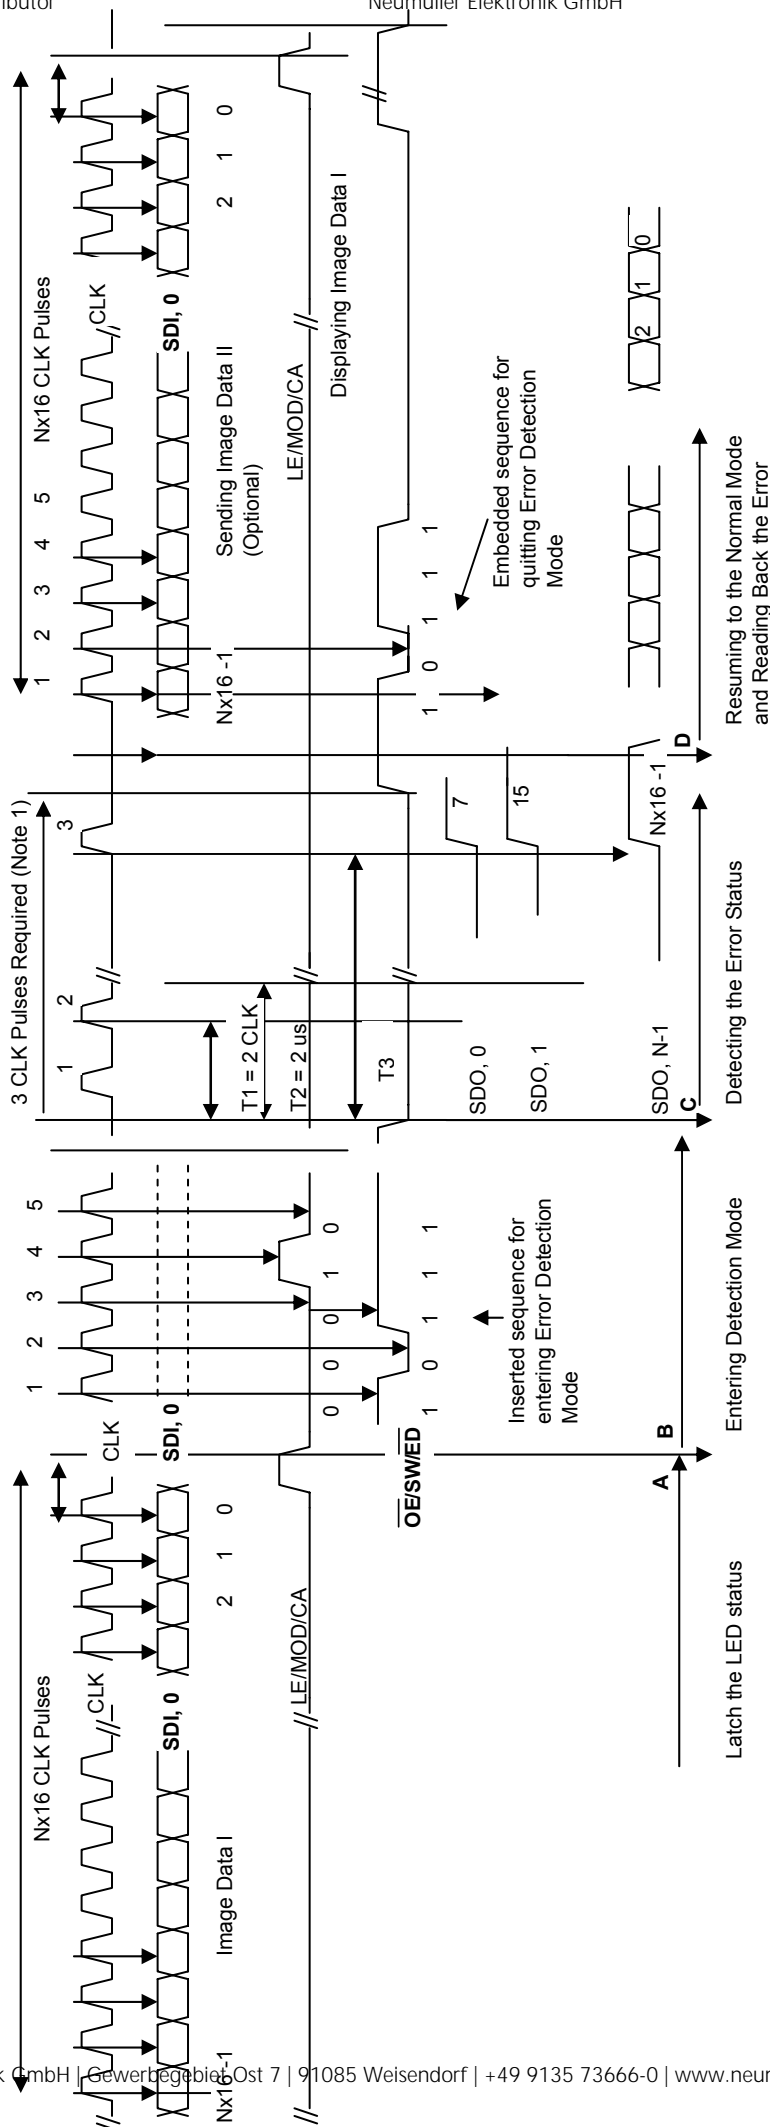 ibutor
Neumüller Elektronik GmbH
Nx16 CLK Pulses
3 CLK Pulses Required (Note 1)
Nx16 CLK Pulses
1 2 3 4 5
1 2
3
1 2 3 4 5
CLK
CLK
CLK
SDI, 0
SDI, 0
SDI, 0
Nx16 -1
Image Data I
2 1 0
Nx16 -1
Sending Image Data II
(Optional)
2 1 0
T1 = 2 CLK
T2 = 2 us
T3
LE/MOD/CA
LE/MOD/CA
0 0 0 1 0
Displaying Image Data I
OE/SW/ED
1 0 1 1 1
1 0 1 1 1
Inserted sequence for
entering Error Detection
Mode
Embedded sequence for
quitting Error Detection
Mode
SDO, 0
7
SDO, 1
15
SDO, N-1
Nx16 -1
2 1 0
A
B
C
D
Latch the LED status
Entering Detection Mode
Detecting the Error Status
Resuming to the Normal Mode
and Reading Back the Error
k GmbH | Gewerbegebiet Ost 7 | 91085 Weisendorf | +49 9135 73666-0 | www.neur